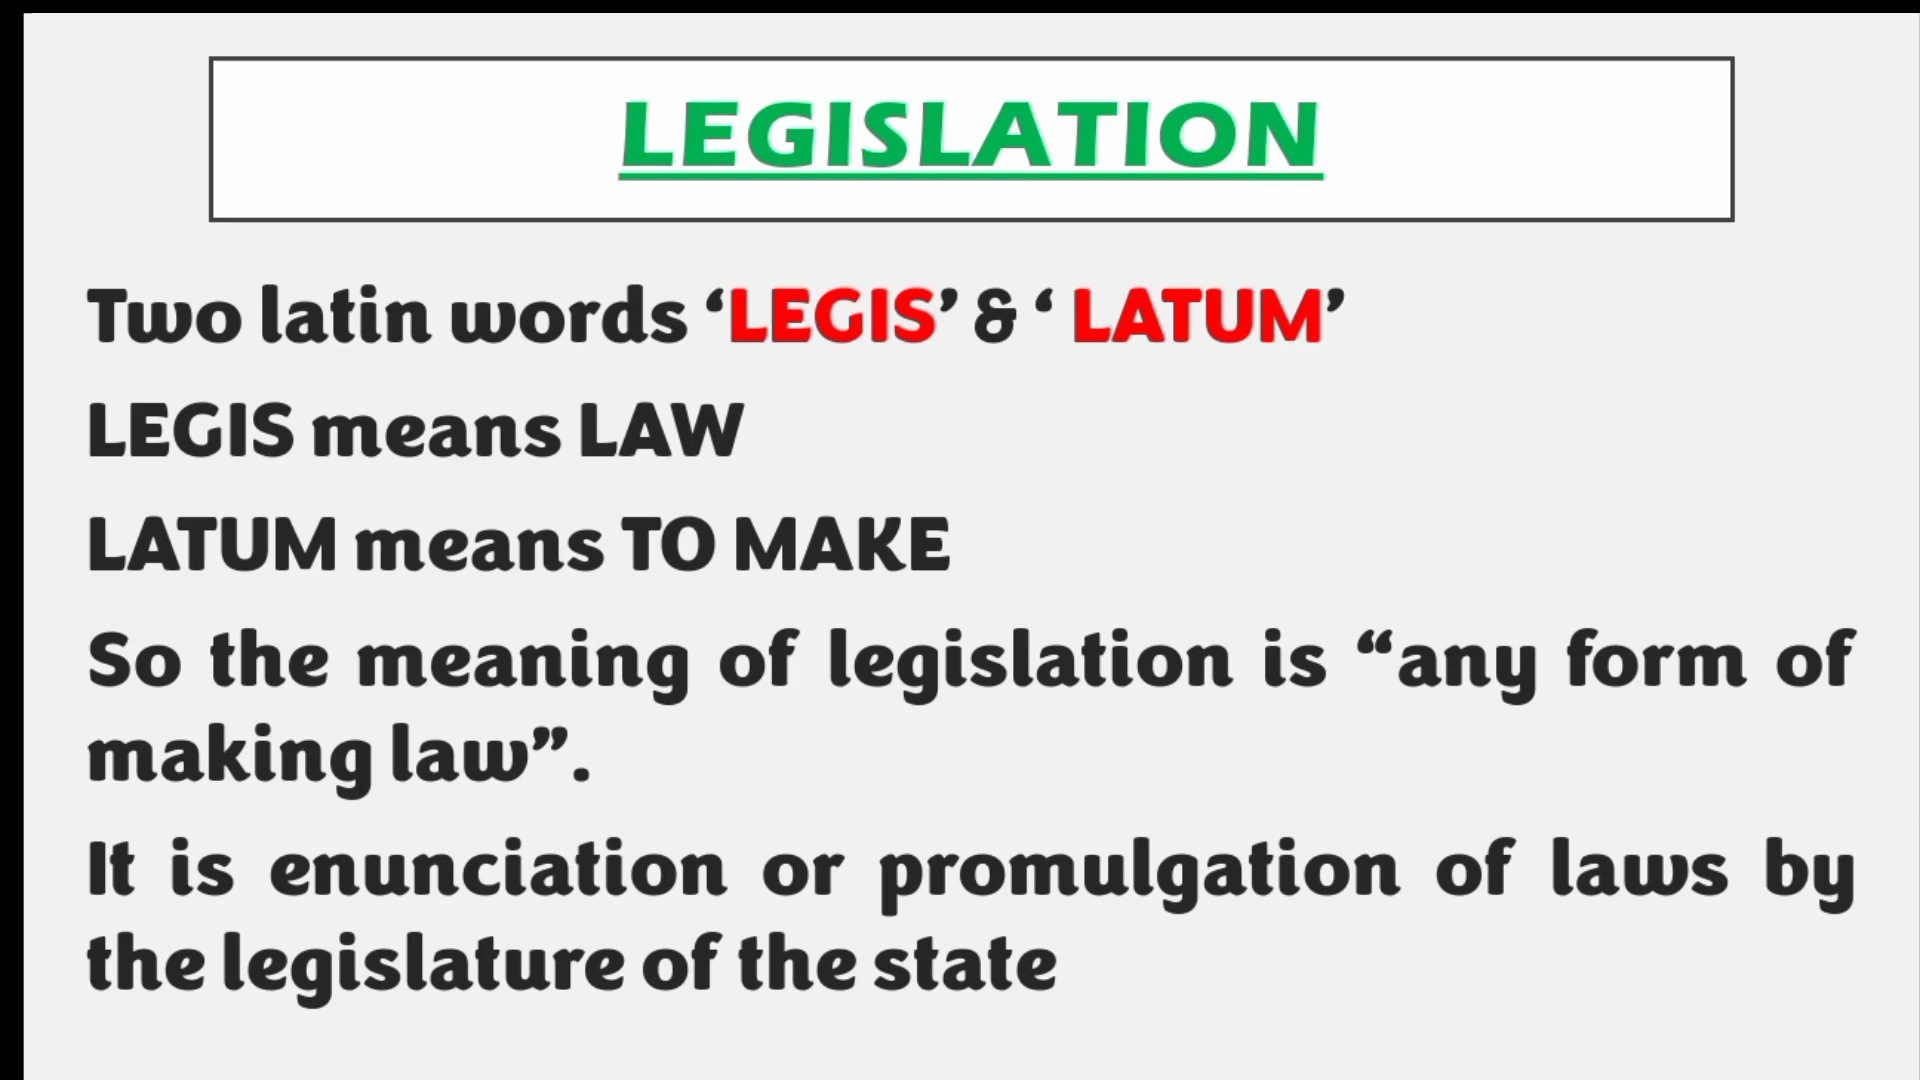 LEGISLATION
Two latin words ‘LEGIS’ & ‘ LATUM’
LEGIS means LAW
LATUM means TO MAKE
So the meaning of legislation is “any form of
making law”.
It is enunciation or promulgation of laws by
the legislature of the state